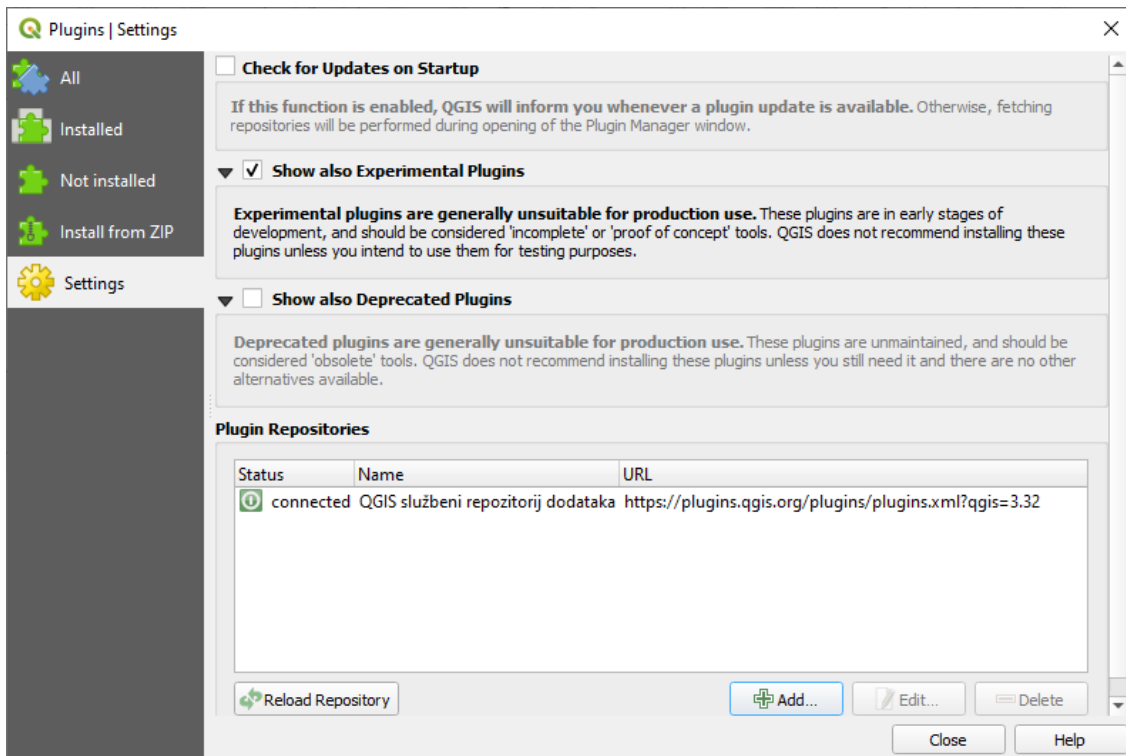 Plugins | Settings
All
Installed
Not installed
Install from ZIP
Settings
Check for Updates on Startup
If this function is enabled, QGIS will inform you whenever a plugin update is available. Otherwise, fetching
repositories will be performed during opening of the Plugin Manager window.
Show also Experimental Plugins
Experimental plugins are generally unsuitable for production use. These plugins are in early stages of
development, and should be considered 'incomplete' or 'proof of concept' tools. QGIS does not recommend installing these
plugins unless you intend to use them for testing purposes.
Show also Deprecated Plugins
Deprecated plugins are generally unsuitable for production use. These plugins are unmaintained, and should be
considered 'obsolete' tools. QGIS does not recommend installing these plugins unless you still need it and there are no other
alternatives available.
Plugin Repositories
Status Name URL
connected QGIS službeni repozitorij dodataka https://plugins.qgis.org/plugins/plugins.xml?qgis=3.32
Reload Repository Add... Edit... Delete
Close Help